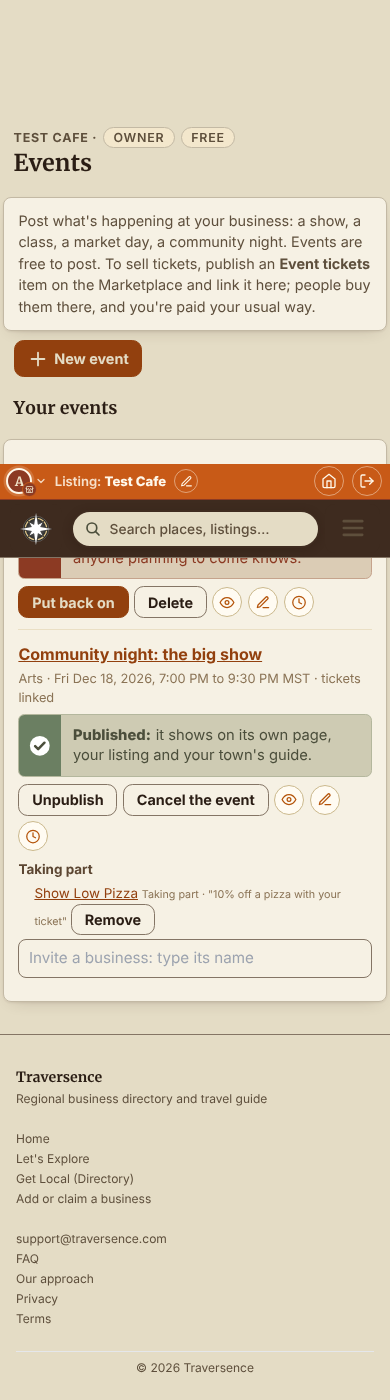 TEST CAFE · OWNER FREE
Events
Post what's happening at your business: a show, a
class, a market day, a community night. Events are
free to post. To sell tickets, publish an Event tickets
item on the Marketplace and link it here; people buy
them there, and you're paid your usual way.
New event
Your events
A Listing: Test Cafe
Search places, listings...
anyone planning to come knows.
Put back on Delete
Community night: the big show
Arts · Fri Dec 18, 2026, 7:00 PM to 9:30 PM MST · tickets
linked
Published: it shows on its own page,
your listing and your town's guide.
Unpublish Cancel the event
Taking part
Show Low Pizza Taking part · "10% off a pizza with your
ticket" Remove
Invite a business: type its name
Traversence
Regional business directory and travel guide
Home
Let's Explore
Get Local (Directory)
Add or claim a business
support@traversence.com
FAQ
Our approach
Privacy
Terms
© 2026 Traversence